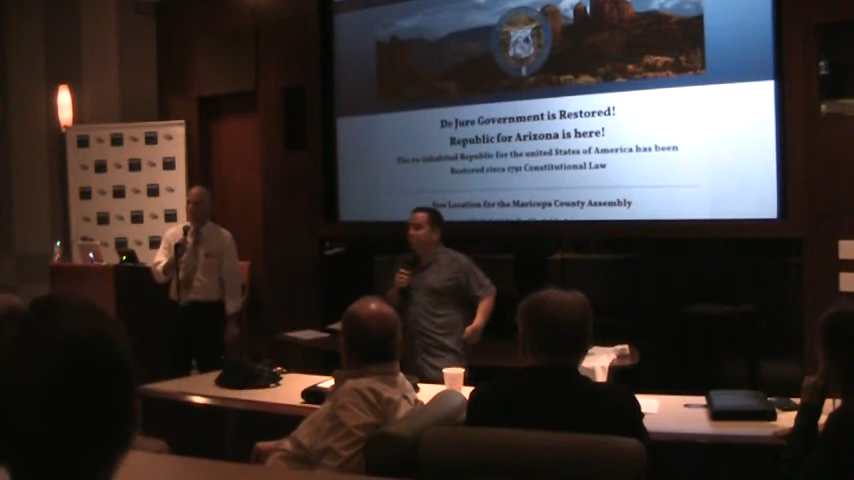 De Jure Government is Restored!
Republic for Arizona is here!
The re-inhabited Republic for the united States of America has been
Restored circa 1791 Constitutional Law
New Location for the Maricopa County Assembly